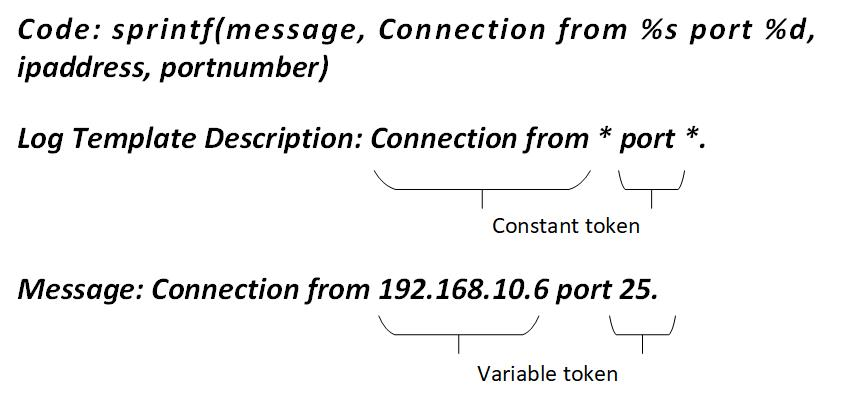 Code: sprintf(message, Connection from %s port %d,
ipaddress, portnumber)
Log Template Description: Connection from * port *.
Constant token
Message: Connection from 192.168.10.6 port 25.
Variable token